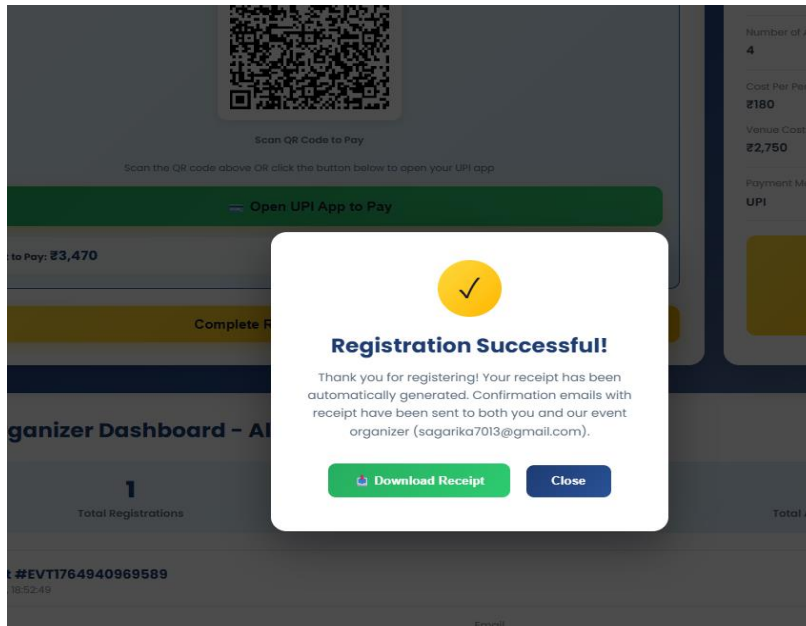 Number of
4
Cost Per Pe
₹180
Venue Cost
₹2,750
Payment M
UPI
Scan QR Code to Pay
Scan the QR code above OR click the button below to open your UPI app
Open UPI App to Pay
to Pay: ₹3,470
Complete R
✓
Registration Successful!
Thank you for registering! Your receipt has been
automatically generated. Confirmation emails with
receipt have been sent to both you and our event
organizer (sagarika7013@gmail.com).
Download Receipt
Close
ganizer Dashboard - Al
1
Total Registrations
Total
#EVT1764940969589
18:52:49
Email